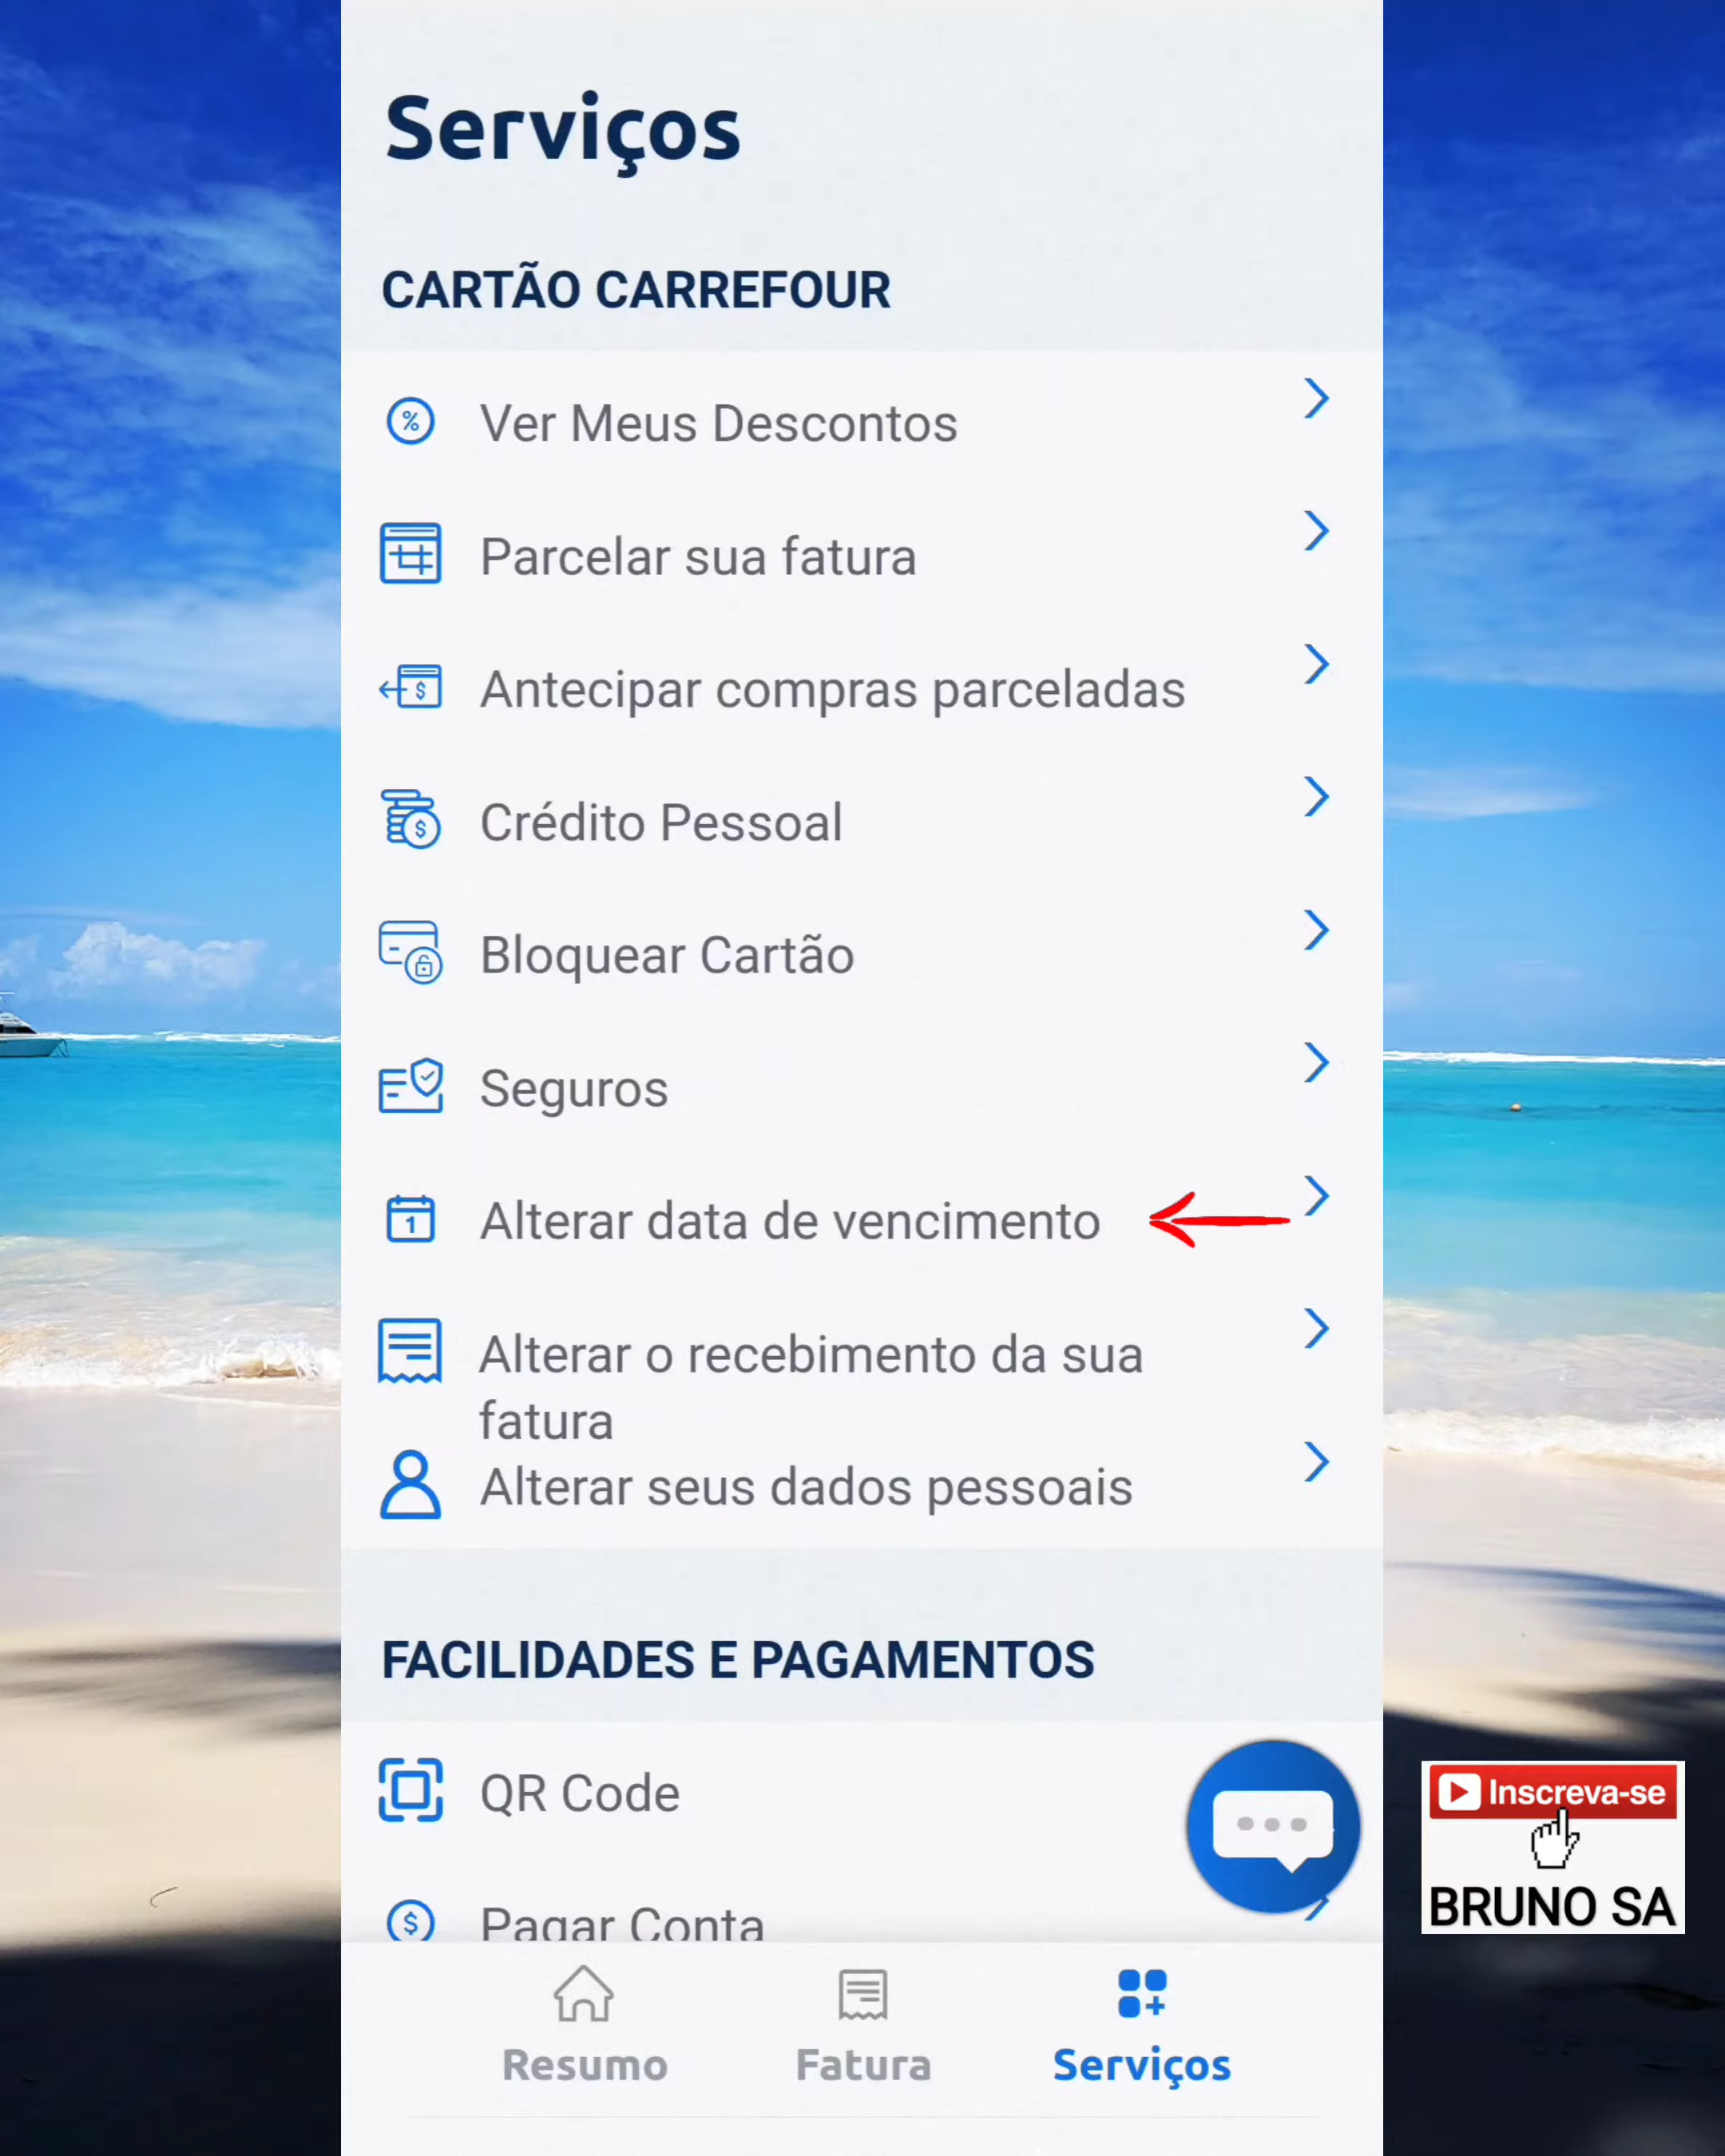 Serviços
CARTÃO CARREFOUR
Ver Meus Descontos
Parcelar sua fatura
Antecipar compras parceladas
Crédito Pessoal
Bloquear Cartão
Seguros
1
Alterar data de vencimento
Alterar o recebimento da sua
fatura
Alterar seus dados pessoais
FACILIDADES E PAGAMENTOS
QR Code
Pagar Conta
Inscreva-se
BRUNO SA
Resumo
Fatura
Serviços